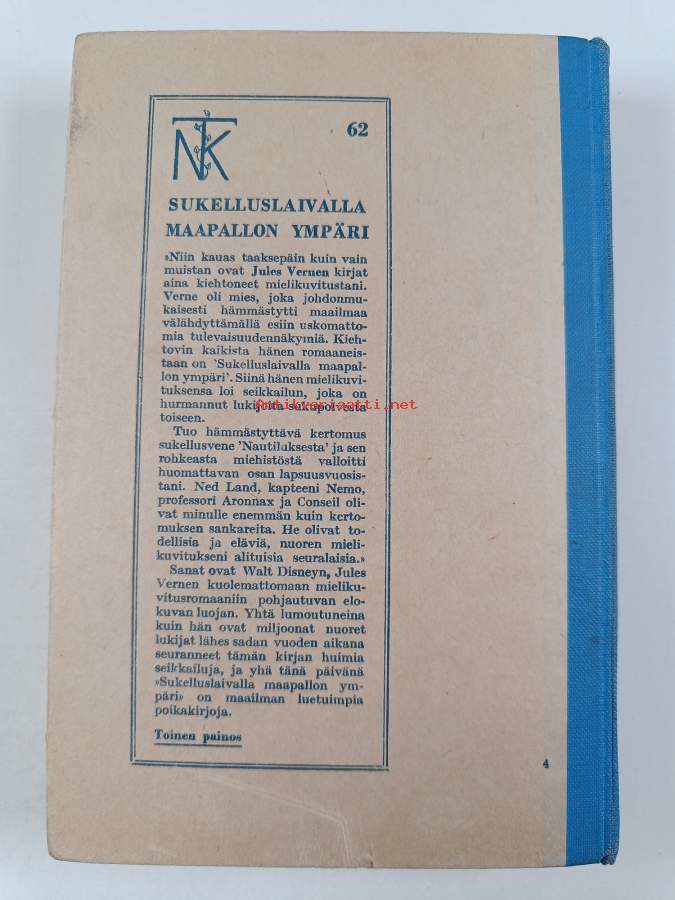 NTK
62
SUKELLUSLAIVALLA
MAAPALLON YMPÄRI
»Niin kauas taaksepäin kuin vain
muistan ovat Jules Vernen kirjat
aina kiehtoneet mielikuvitustani.
Verne oli mies, joka johdonmu-
kaisesti hämmästytti maailmaa
välähdyttämällä esiin uskomatto-
mia tulevaisuudennäkymiä. Kieh-
tovin kaikista hänen romaaneis-
taan on 'Sukelluslaivalla maapal-
lon ympäri'. Siinä hänen mielikuvi-
tuksensa loi seikkailun, joka on
hurmannut lukijoita sukupolvesta
toiseen.
Tuo hämmästyttävä kertomus
sukellusvene 'Nautiluksesta' ja sen
rohkeasta miehistöstä valloitti
huomattavan osan lapsuusvuosis-
tani. Ned Land, kapteeni Nemo,
professori Aronnax ja Conseil oli-
vat minulle enemmän kuin kerto-
muksen sankareita. He olivat to-
dellisia ja eläviä, nuoren mieli-
kuvitukseni alituisia seuralaisia.»
Sanat ovat Walt Disneyn, Jules
Vernen kuolemattomaan mieliku-
vitusromaaniin pohjautuvan elo-
kuvan luojan. Yhtä lumoutuneina
kuin hän ovat miljoonat nuoret
lukijat lähes sadan vuoden aikana
seuranneet tämän kirjan huimia
seikkailuja, ja yhä tänä päivänä
»Sukelluslaivalla maapallon ym-
päri» on maailman luetuimpia
poikakirjoja.
Toinen painos
4
Antikvariaatti.net